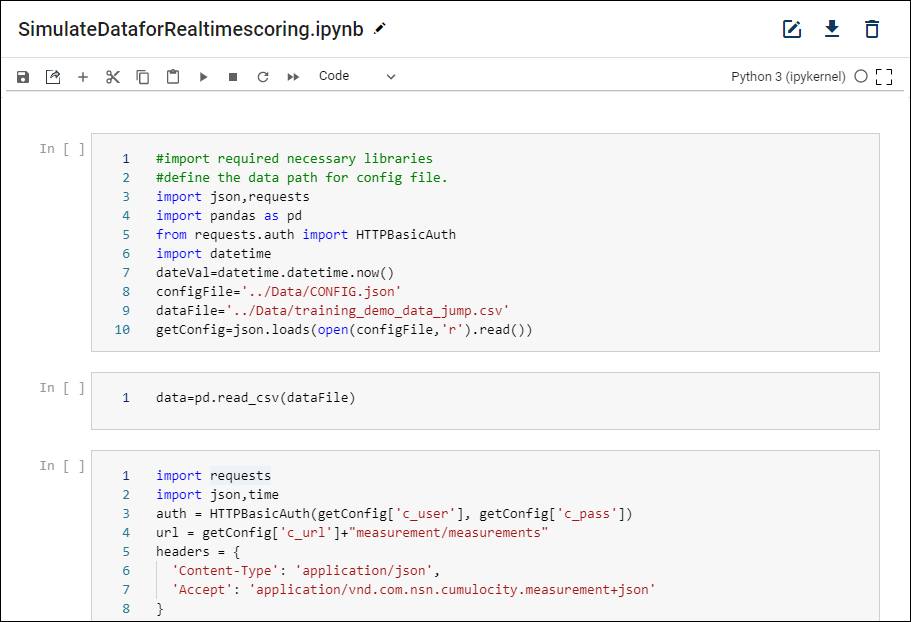 SimulateDataforRealtimescoring.ipynb
Code
Python 3 (ipykernel)
In [ ]
1 #import required necessary libraries
2 #define the data path for config file.
3 import json,requests
4 import pandas as pd
5 from requests.auth import HTTPBasicAuth
6 import datetime
7 dateVal=datetime.datetime.now()
8 configFile='../Data/CONFIG.json'
9 dataFile='../Data/training_demo_data_jump.csv'
10 getConfig=json.loads(open(configFile,'r').read())
In [ ]
1 data=pd.read_csv(dataFile)
In [ ]
1 import requests
2 import json,time
3 auth = HTTPBasicAuth(getConfig['c_user'], getConfig['c_pass'])
4 url = getConfig['c_url']+"measurement/measurements"
5 headers = {
6   'Content-Type': 'application/json',
7   'Accept': 'application/vnd.com.nsn.cumulocity.measurement+json'
8 }